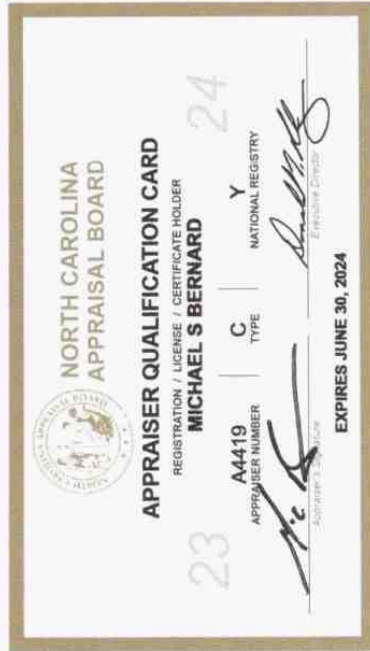 NORTH CAROLINA
APPRAISAL BOARD
APPRAISER QUALIFICATION CARD
REGISTRATION / LICENSE / CERTIFICATE HOLDER
MICHAEL S BERNARD
23 24
A4419 C Y
APPRAISER NUMBER TYPE NATIONAL REGISTRY
Appraiser's Signature Executive Director
EXPIRES JUNE 30, 2024